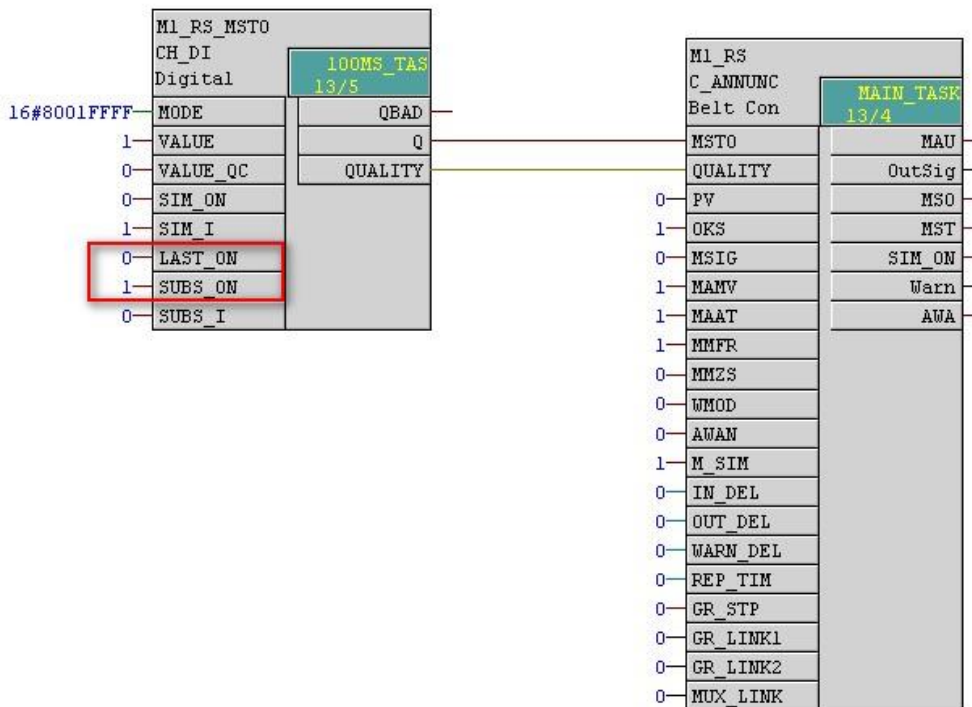 M1_RS_MSTO
CH_DI
Digital
100MS_TAS
13/5
16#8001FFFF MODE QBAD
1 VALUE Q
0 VALUE_QC QUALITY
0 SIM_ON
1 SIM_I
0 LAST_ON
1 SUBS_ON
0 SUBS_I
M1_RS
C_ANNUNC
Belt Con
MAIN_TASK
13/4
MSTO MAU
QUALITY OutSig
0 PV MSO
1 OKS MST
0 MSIG SIM_ON
1 MAMV Warn
1 MAAT AWA
1 MMFR
0 MMZS
0 WMOD
0 AWAN
1 M_SIM
0 IN_DEL
0 OUT_DEL
0 WARN_DEL
0 REP_TIM
0 GR_STP
0 GR_LINK1
0 GR_LINK2
0 MUX_LINK